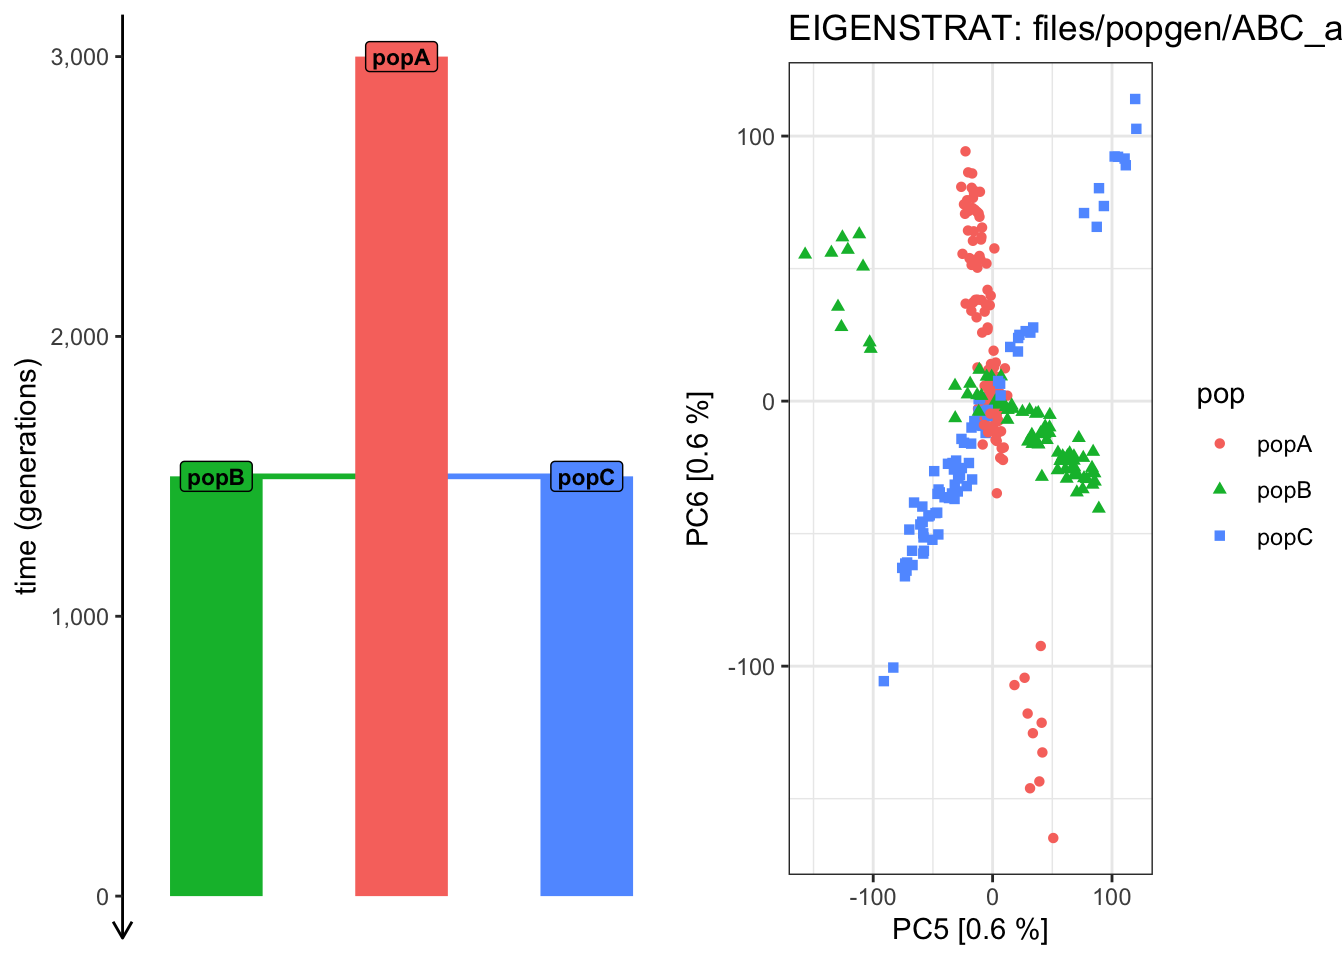 3,000
2,000
1,000
0
time (generations)
popA
popB
popC
EIGENSTRAT: files/popgen/ABC_a
100
0
-100
PC6 [0.6 %]
-100
0
100
PC5 [0.6 %]
pop
popA
popB
popC